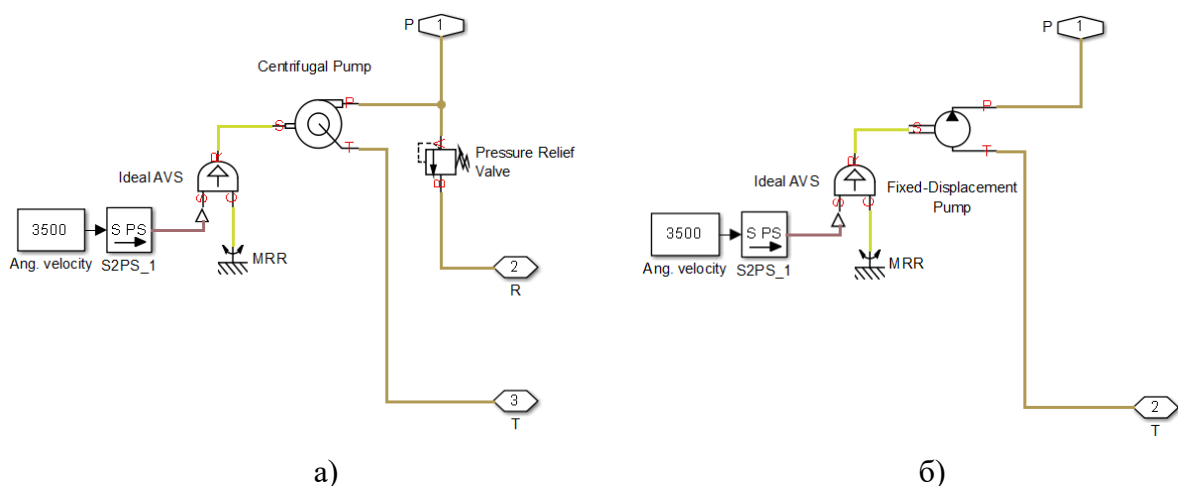 P
1
Centrifugal Pump
P
S
T
A
B
Pressure Relief
Valve
R
Ideal AVS
S
C
3500
S PS
Ang. velocity
S2PS_1
MRR
2
R
3
T
а)
P
1
P
S
T
R
Ideal AVS
Fixed-Displacement
Pump
S
C
3500
S PS
Ang. velocity
S2PS_1
MRR
2
T
б)